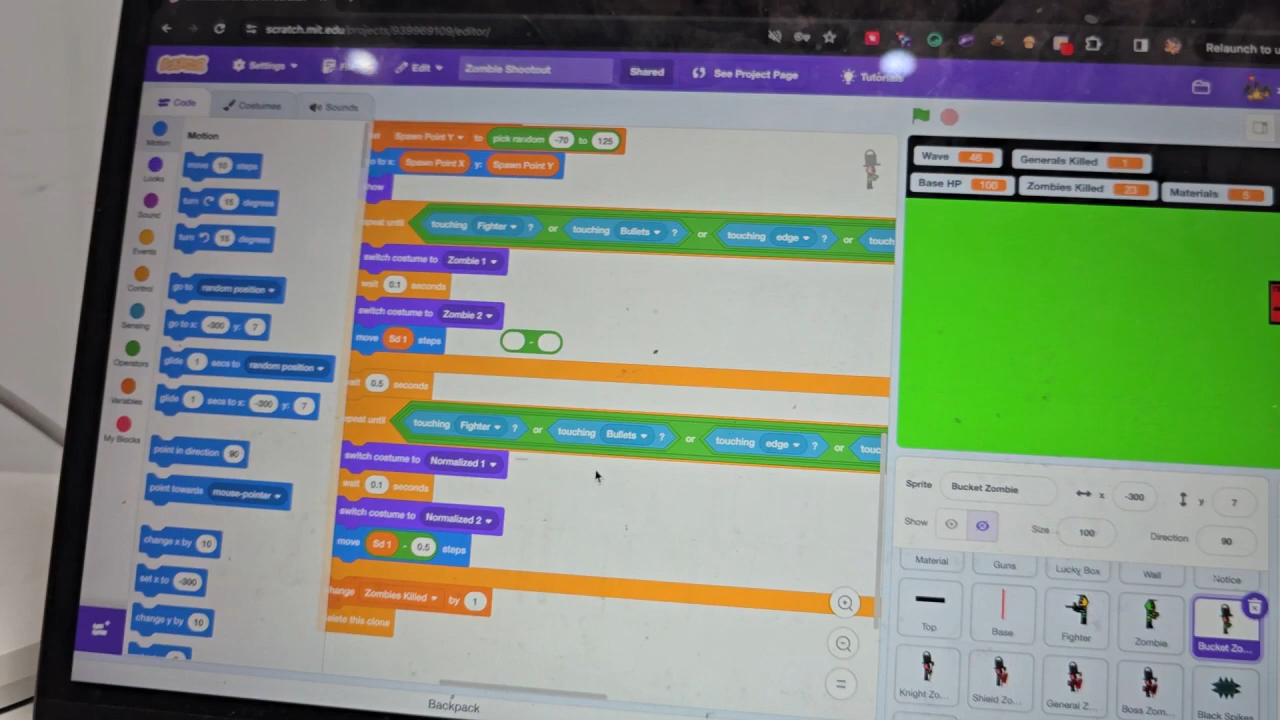 scratch.mit.edu/projects/939969109/editor/
Relaunch to u
Settings
Edit
Zombie Shootout
Shared
See Project Page
Tutorials
Code
Costumes
Sounds
Motion
Looks
Sound
Events
Control
Sensing
Operators
Variables
My Blocks
Motion
move 10 steps
turn 15 degrees
turn 15 degrees
go to random position
go to x: -300 y: 7
glide 1 secs to random position
glide 1 secs to x: -300 y: 7
point in direction 90
point towards mouse-pointer
change x by 10
set x to -300
change y by 10
Spawn Point Y to pick random -70 to 125
o to x: Spawn Point X y: Spawn Point Y
how
peat until touching Fighter ? or touching Bullets ? or touching edge ? or touch
switch costume to Zombie 1
wait 0.1 seconds
switch costume to Zombie 2
move Sd 1 steps
-
ait 0.5 seconds
epeat until touching Fighter ? or touching Bullets ? or touching edge ? or touc
switch costume to Normalized 1
wait 0.1 seconds
switch costume to Normalized 2
move Sd 1 - 0.5 steps
hange Zombies Killed by 1
elete this clone
Backpack
Wave 46
Generals Killed 1
Base HP 100
Zombies Killed 23
Materials 5
Sprite Bucket Zombie x -300 y 7
Show Size 100 Direction 90
Material Guns Lucky Box Wall Notice
Top Base Fighter Zombie Bucket Zo...
Knight Zo... Shield Zo... General Z... Boss Zom... Black Spikes